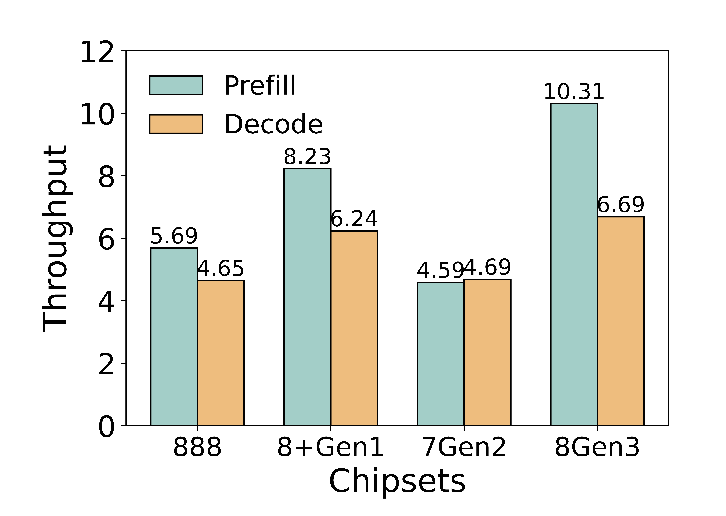 12
10
8
6
4
2
0
Throughput
Prefill
Decode
5.69
4.65
8.23
6.24
4.59
4.69
10.31
6.69
888
8+Gen1
7Gen2
8Gen3
Chipsets